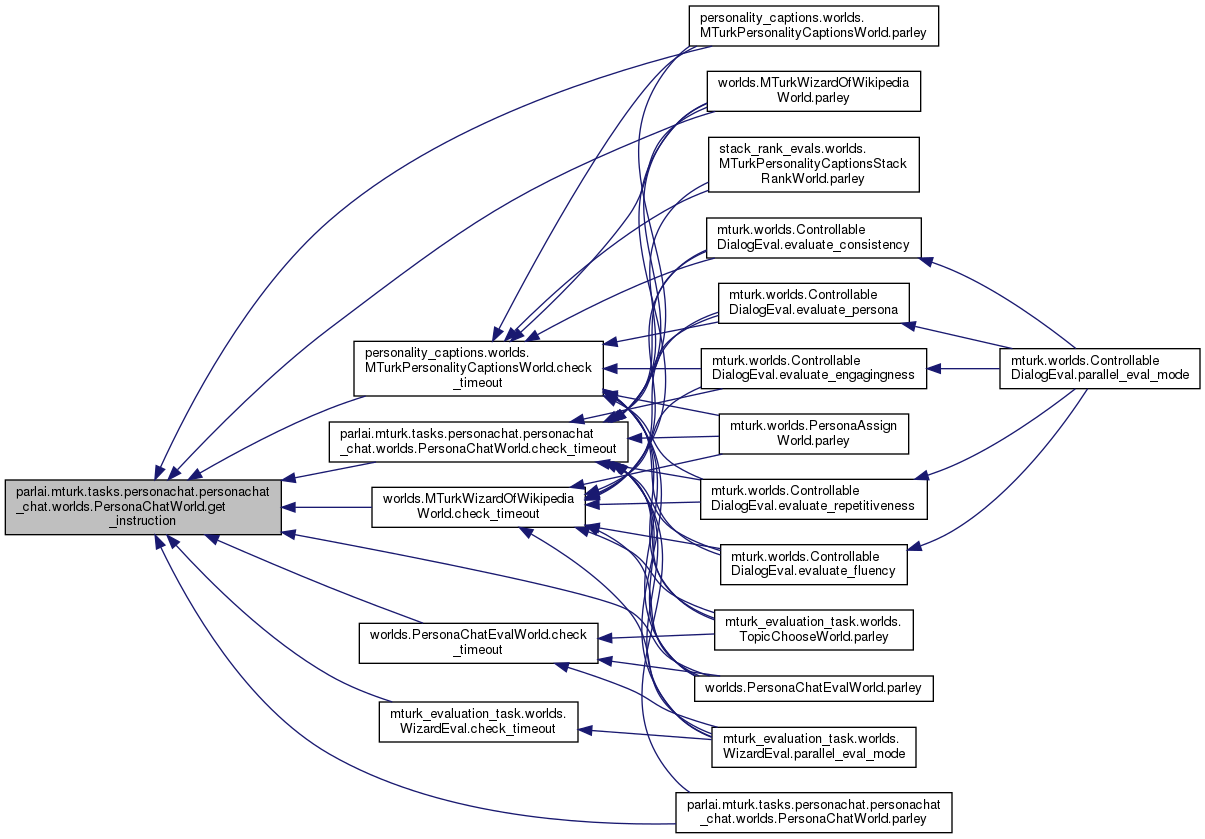 personality_captions.worlds.
MTurkPersonalityCaptionsWorld.parley
worlds.MTurkWizardOfWikipedia
World.parley
stack_rank_evals.worlds.
MTurkPersonalityCaptionsStack
RankWorld.parley
mturk.worlds.Controllable
DialogEval.evaluate_consistency
mturk.worlds.Controllable
DialogEval.evaluate_persona
personality_captions.worlds.
MTurkPersonalityCaptionsWorld.check
_timeout
mturk.worlds.Controllable
DialogEval.evaluate_engagingness
mturk.worlds.Controllable
DialogEval.parallel_eval_mode
parlai.mturk.tasks.personachat.personachat
_chat.worlds.PersonaChatWorld.check_timeout
mturk.worlds.PersonaAssign
World.parley
parlai.mturk.tasks.personachat.personachat
_chat.worlds.PersonaChatWorld.get
_instruction
worlds.MTurkWizardOfWikipedia
World.check_timeout
mturk.worlds.Controllable
DialogEval.evaluate_repetitiveness
mturk.worlds.Controllable
DialogEval.evaluate_fluency
worlds.PersonaChatEvalWorld.check
_timeout
mturk_evaluation_task.worlds.
TopicChooseWorld.parley
worlds.PersonaChatEvalWorld.parley
mturk_evaluation_task.worlds.
WizardEval.check_timeout
mturk_evaluation_task.worlds.
WizardEval.parallel_eval_mode
parlai.mturk.tasks.personachat.personachat
_chat.worlds.PersonaChatWorld.parley